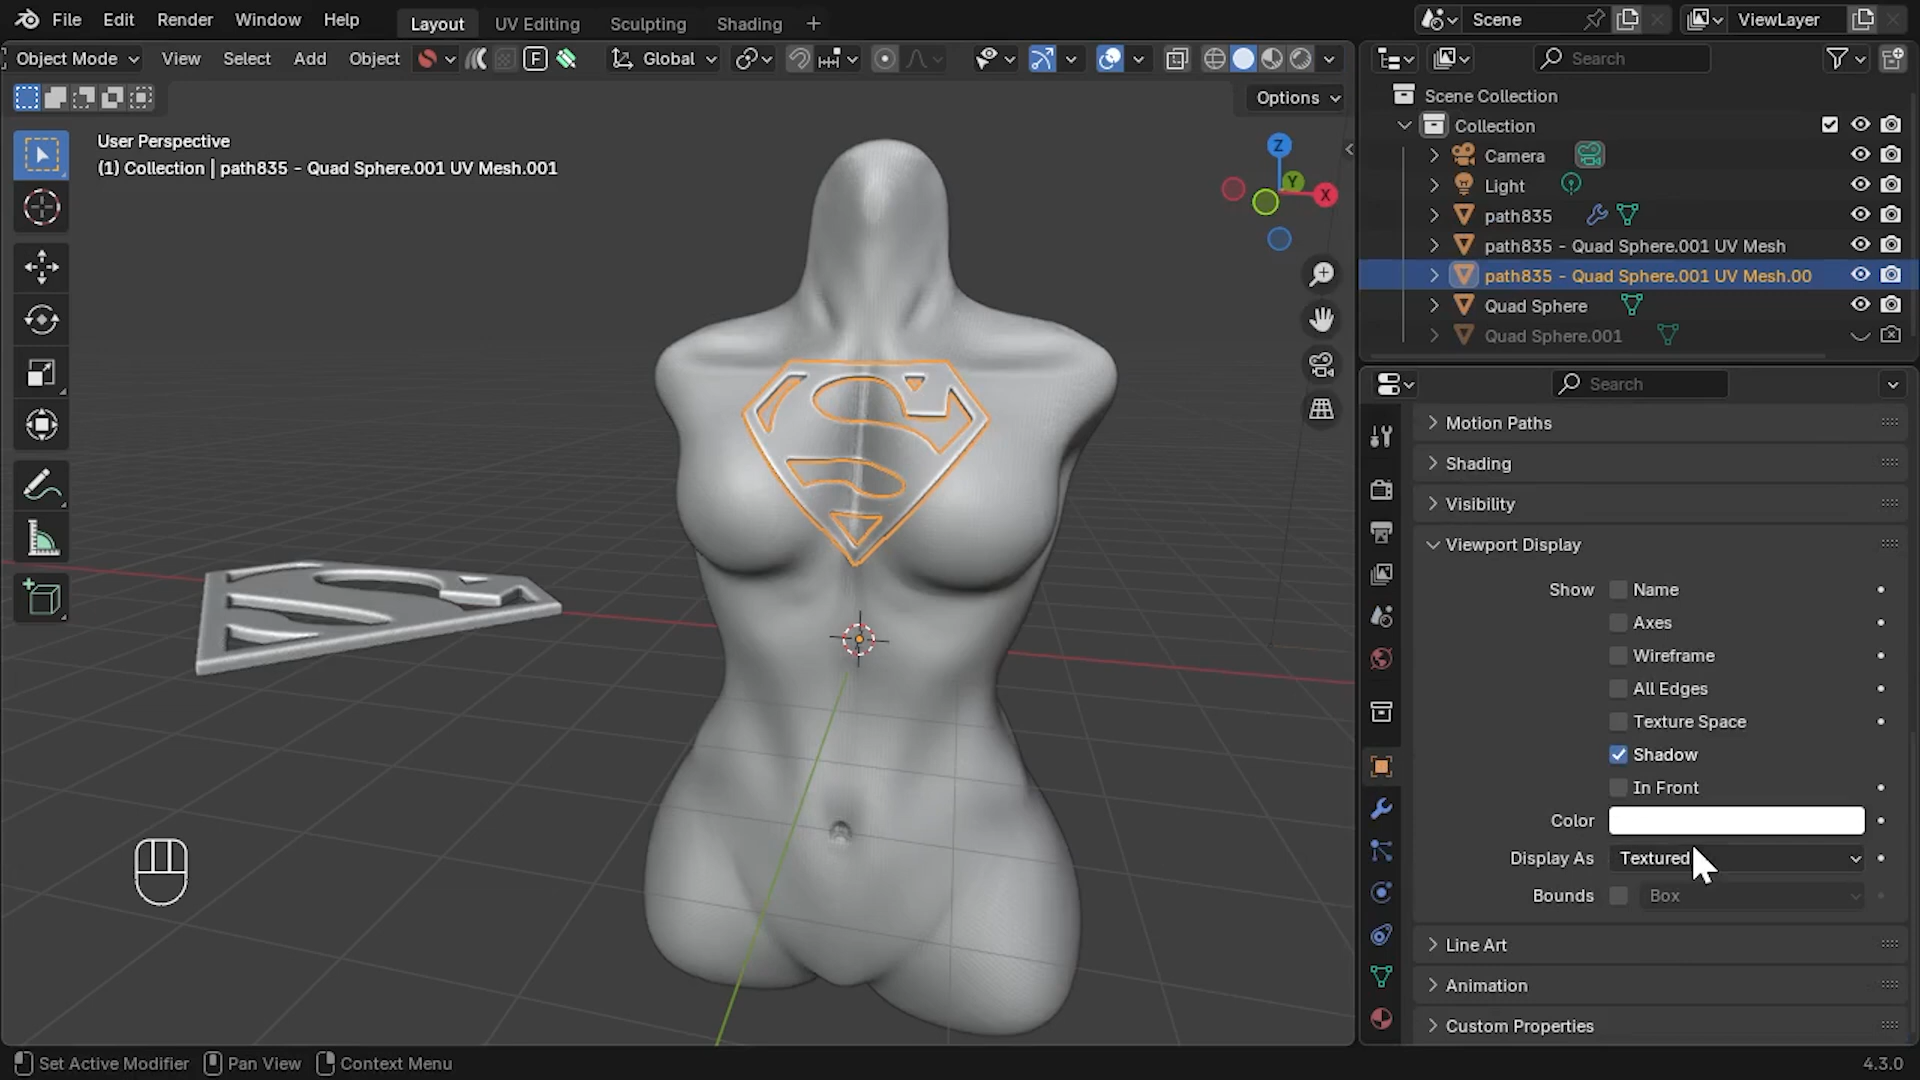 File Edit Render Window Help Layout UV Editing Sculpting Shading + Scene ViewLayer
Object Mode View Select Add Object F Global Search
Options
User Perspective
(1) Collection | path835 - Quad Sphere.001 UV Mesh.001
Z
Y
X
Scene Collection
Collection
Camera
Light
path835
path835 - Quad Sphere.001 UV Mesh
path835 - Quad Sphere.001 UV Mesh.00
Quad Sphere
Quad Sphere.001
Search
Motion Paths
Shading
Visibility
Viewport Display
Show Name
Axes
Wireframe
All Edges
Texture Space
Shadow
In Front
Color
Display As Textured
Bounds Box
Line Art
Animation
Custom Properties
Set Active Modifier Pan View Context Menu 4.3.0